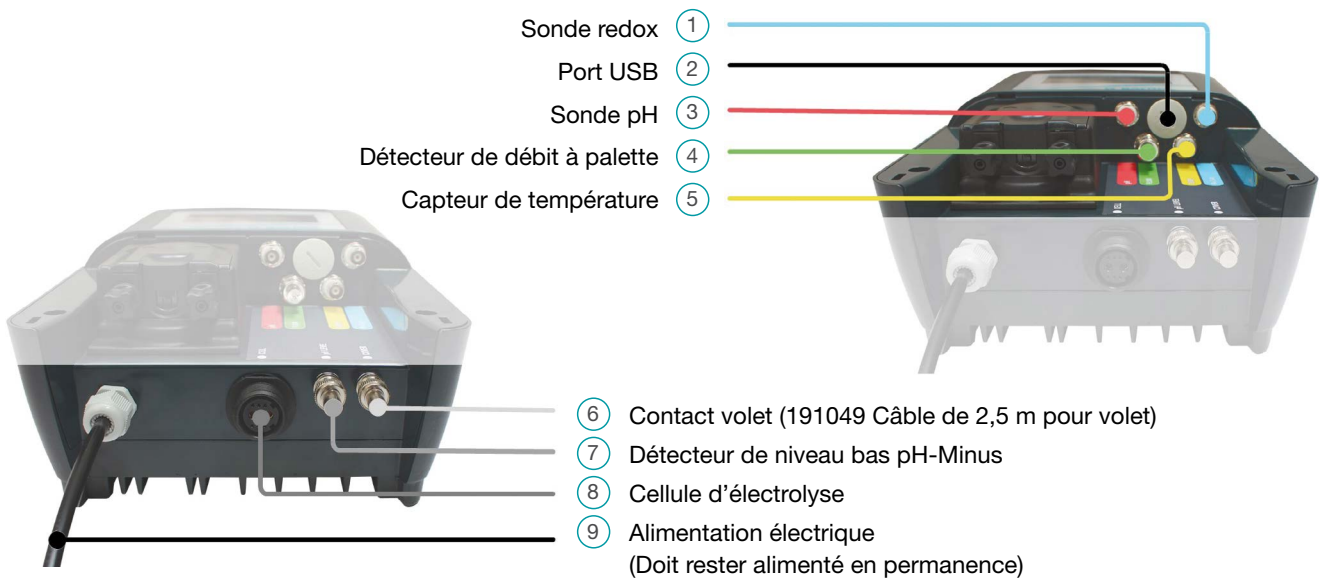 Sonde redox 1
Port USB 2
Sonde pH 3
Détecteur de débit à palette 4
Capteur de température 5
6 Contact volet (191049 Câble de 2,5 m pour volet)
7 Détecteur de niveau bas pH-Minus
8 Cellule d’électrolyse
9 Alimentation électrique
(Doit rester alimenté en permanence)